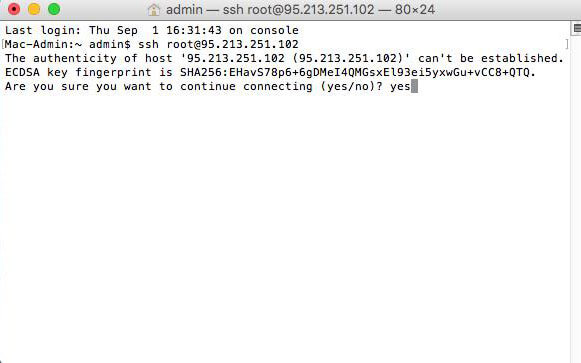 admin — ssh root@95.213.251.102 — 80×24
Last login: Thu Sep  1 16:31:43 on console
[Mac-Admin:~ admin$ ssh root@95.213.251.102 ]
The authenticity of host '95.213.251.102 (95.213.251.102)' can't be established.
ECDSA key fingerprint is SHA256:EHavS78p6+6gDMeI4QMGsxEl93ei5yxwGu+vCC8+QTQ.
Are you sure you want to continue connecting (yes/no)? yes